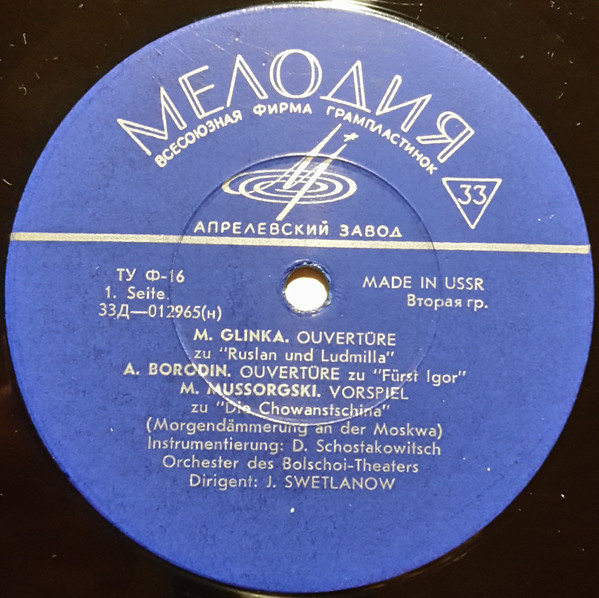 МЕЛОДИЯ
ВСЕСОЮЗНАЯ ФИРМА ГРАМПЛАСТИНОК
33
АПРЕЛЕВСКИЙ ЗАВОД
ТУ Ф-16
MADE IN USSR
1. Seite.
Вторая гр.
33Д—012965(н)
M. GLINKA. OUVERTÜRE
zu "Ruslan und Ludmilla"
A. BORODIN. OUVERTÜRE zu "Fürst Igor"
M. MUSSORGSKI. VORSPIEL
zu "Die Chowanstschina"
(Morgendämmerung an der Moskwa)
Instrumentierung: D. Schostakowitsch
Orchester des Bolschoi-Theaters
Dirigent: J. SWETLANOW